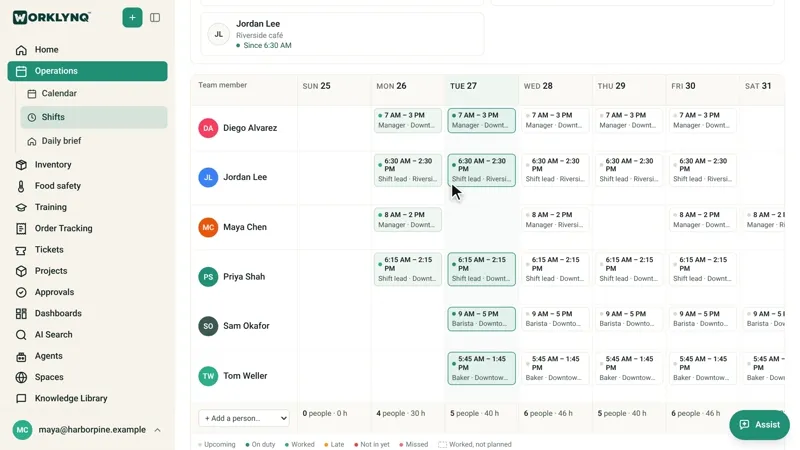 WORKLYNQ
Home
Operations
Calendar
Shifts
Daily brief
Inventory
Food safety
Training
Order Tracking
Tickets
Projects
Approvals
Dashboards
AI Search
Agents
Spaces
Knowledge Library
MC maya@harborpine.example
JL
Jordan Lee
Riverside café
Since 6:30 AM
Team member SUN 25 MON 26 TUE 27 WED 28 THU 29 FRI 30 SAT 31
DA Diego Alvarez
7 AM – 3 PM 7 AM – 3 PM 7 AM – 3 PM 7 AM – 3 PM 7 AM – 3 PM
Manager · Downt... Manager · Downt... Manager · Downt... Manager · Downt... Manager · Downt...
JL Jordan Lee
6:30 AM – 2:30 6:30 AM – 2:30 6:30 AM – 2:30 6:30 AM – 2:30 6:30 AM – 2:30
PM PM PM PM PM
Shift lead · Riversi... Shift lead · Riversi... Shift lead · Riversi... Shift lead · Riversi... Shift lead · Riversi...
MC Maya Chen
8 AM – 2 PM 8 AM – 2 PM 8 AM – 2 PM 8 AM – 2 P
Manager · Downt... Manager · Riversi... Manager · Downt... Manager · Ri
PS Priya Shah
6:15 AM – 2:15 6:15 AM – 2:15 6:15 AM – 2:15 6:15 AM – 2:15 6:15 AM – 2:15
PM PM PM PM PM
Shift lead · Downt... Shift lead · Downt... Shift lead · Downt... Shift lead · Downt... Shift lead · Downt...
SO Sam Okafor
9 AM – 5 PM 9 AM – 5 PM 9 AM – 5 PM 9 AM – 5 PM 9 AM – 5 P
Barista · Downto... Barista · Downto... Barista · Downto... Barista · Downto... Barista · Do
TW Tom Weller
5:45 AM – 1:45 5:45 AM – 1:45 5:45 AM – 1:45 5:45 AM – 1:45 5:45 AM –
PM PM PM PM PM
Baker · Downtow... Baker · Downtow... Baker · Downtow... Baker · Downtow... Baker · Dow
+ Add a person... 0 people · 0 h 4 people · 30 h 5 people · 40 h 6 people · 46 h 5 people · 40 h 6 people · 46 h
Assist
Upcoming On duty Worked Late Not in yet Missed Worked, not planned